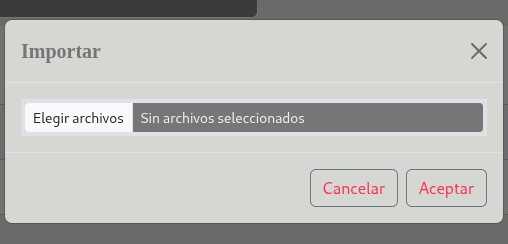 Importar
Elegir archivos Sin archivos seleccionados
Cancelar Aceptar